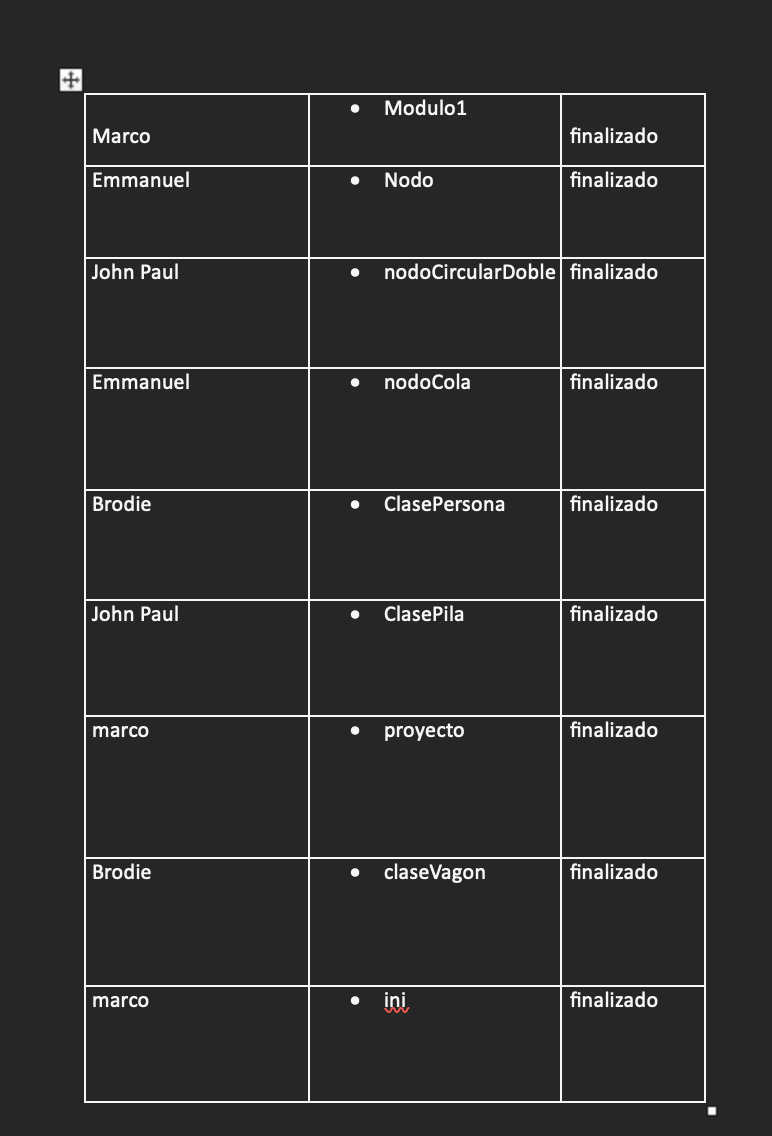 Marco
• Modulo1
finalizado
Emmanuel
• Nodo
finalizado
John Paul
• nodoCircularDoble
finalizado
Emmanuel
• nodoCola
finalizado
Brodie
• ClasePersona
finalizado
John Paul
• ClasePila
finalizado
marco
• proyecto
finalizado
Brodie
• claseVagon
finalizado
marco
• ini
finalizado